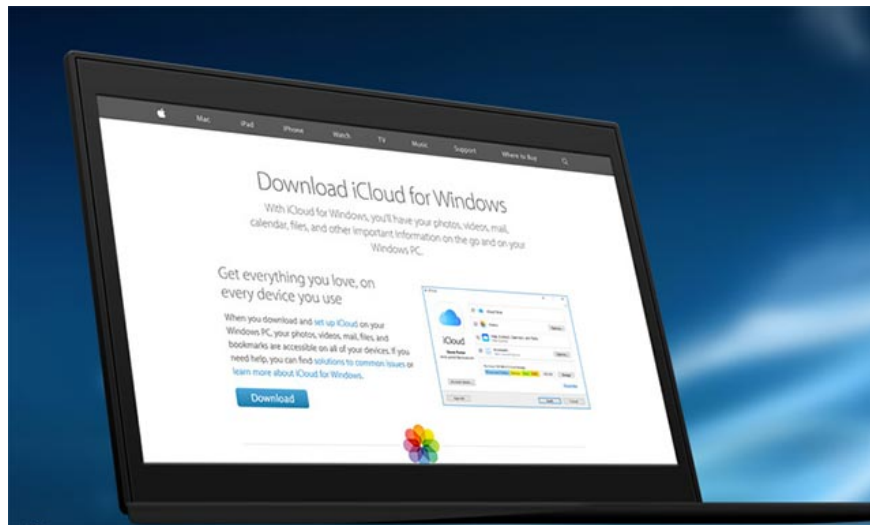 Mac iPad iPhone Watch TV Music Support Where to Buy
Download iCloud for Windows
With iCloud for Windows, you'll have your photos, videos, mail,
calendar, files, and other important information on the go and on your
Windows PC.
Get everything you love, on
every device you use
When you download and set up iCloud on your
Windows PC, your photos, videos, mail, files, and
bookmarks are accessible on all of your devices. If you
need help, you can find solutions to common issues or
learn more about iCloud for Windows.
Download
iCloud